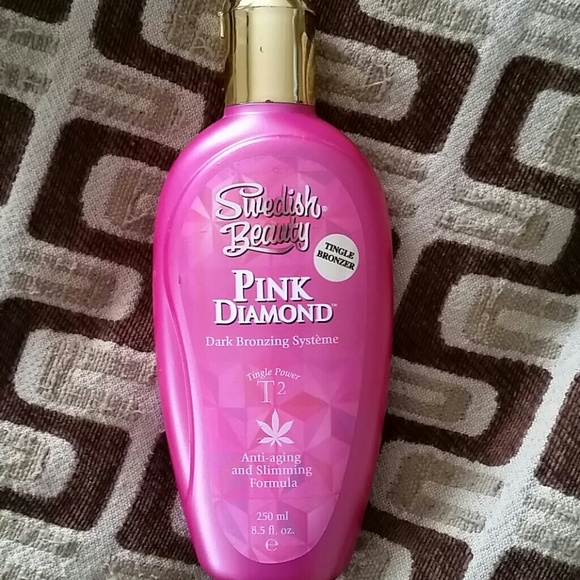 Swedish®
Beauty
TINGLE
BRONZER
PINK
DIAMOND™
Dark Bronzing Système
Tingle Power
T2
Anti-aging
and Slimming
Formula
250 ml
8.5 fl. oz.
℮